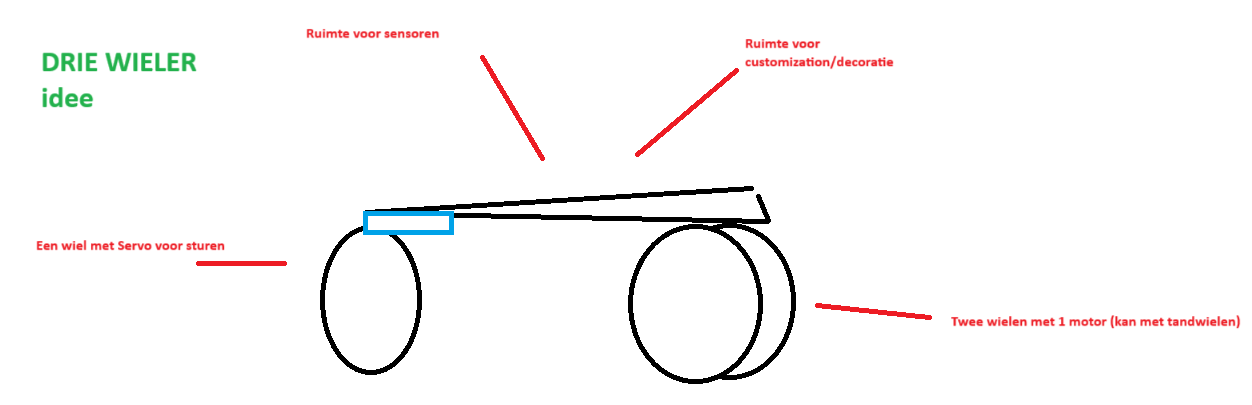 DRIE WIELER
idee
Ruimte voor sensoren
Ruimte voor
customization/decoratie
Een wiel met Servo voor sturen
Twee wielen met 1 motor (kan met tandwielen)